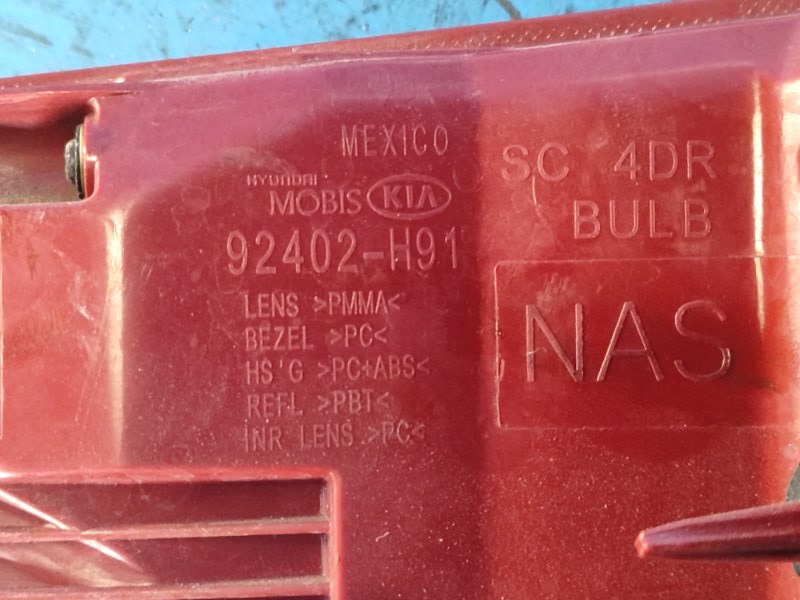 MEXICO
HYUNDAI
MOBIS KIA
92402-H91
LENS >PMMA<
BEZEL >PC<
HS'G >PC+ABS<
REFL >PBT<
INR LENS >PC<
SC 4DR
BULB
NAS